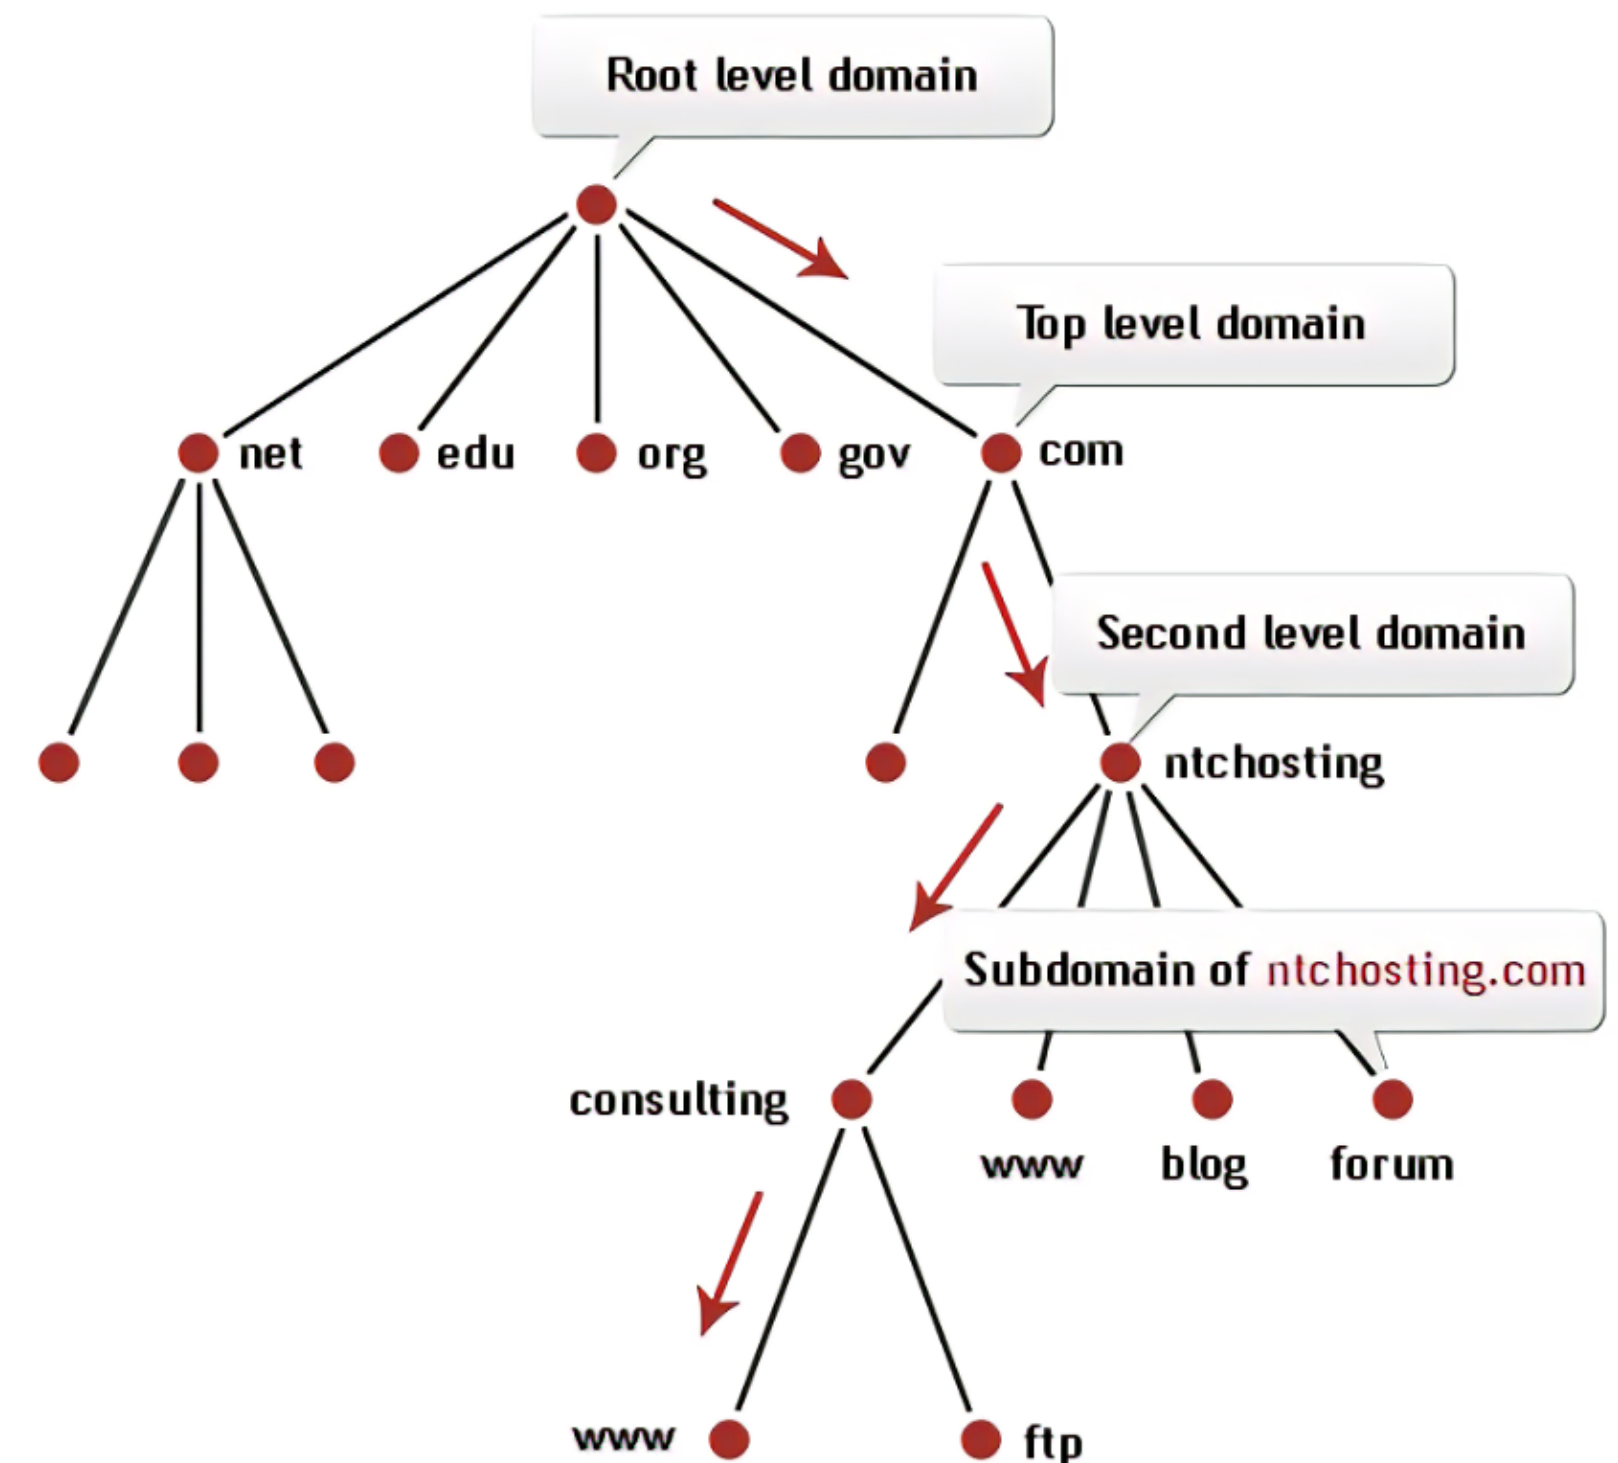 Root level domain
Top level domain
net
edu
org
gov
com
Second level domain
ntchosting
Subdomain of ntchosting.com
consulting
www
blog
forum
www
ftp